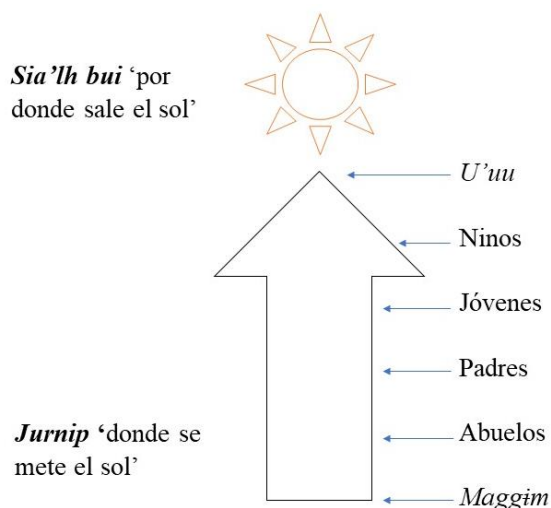 Sia’lh bui ‘por
donde sale el sol’
U’uu
Ninos
Jóvenes
Padres
Jurnip ‘donde se
mete el sol’
Abuelos
Maggɨm